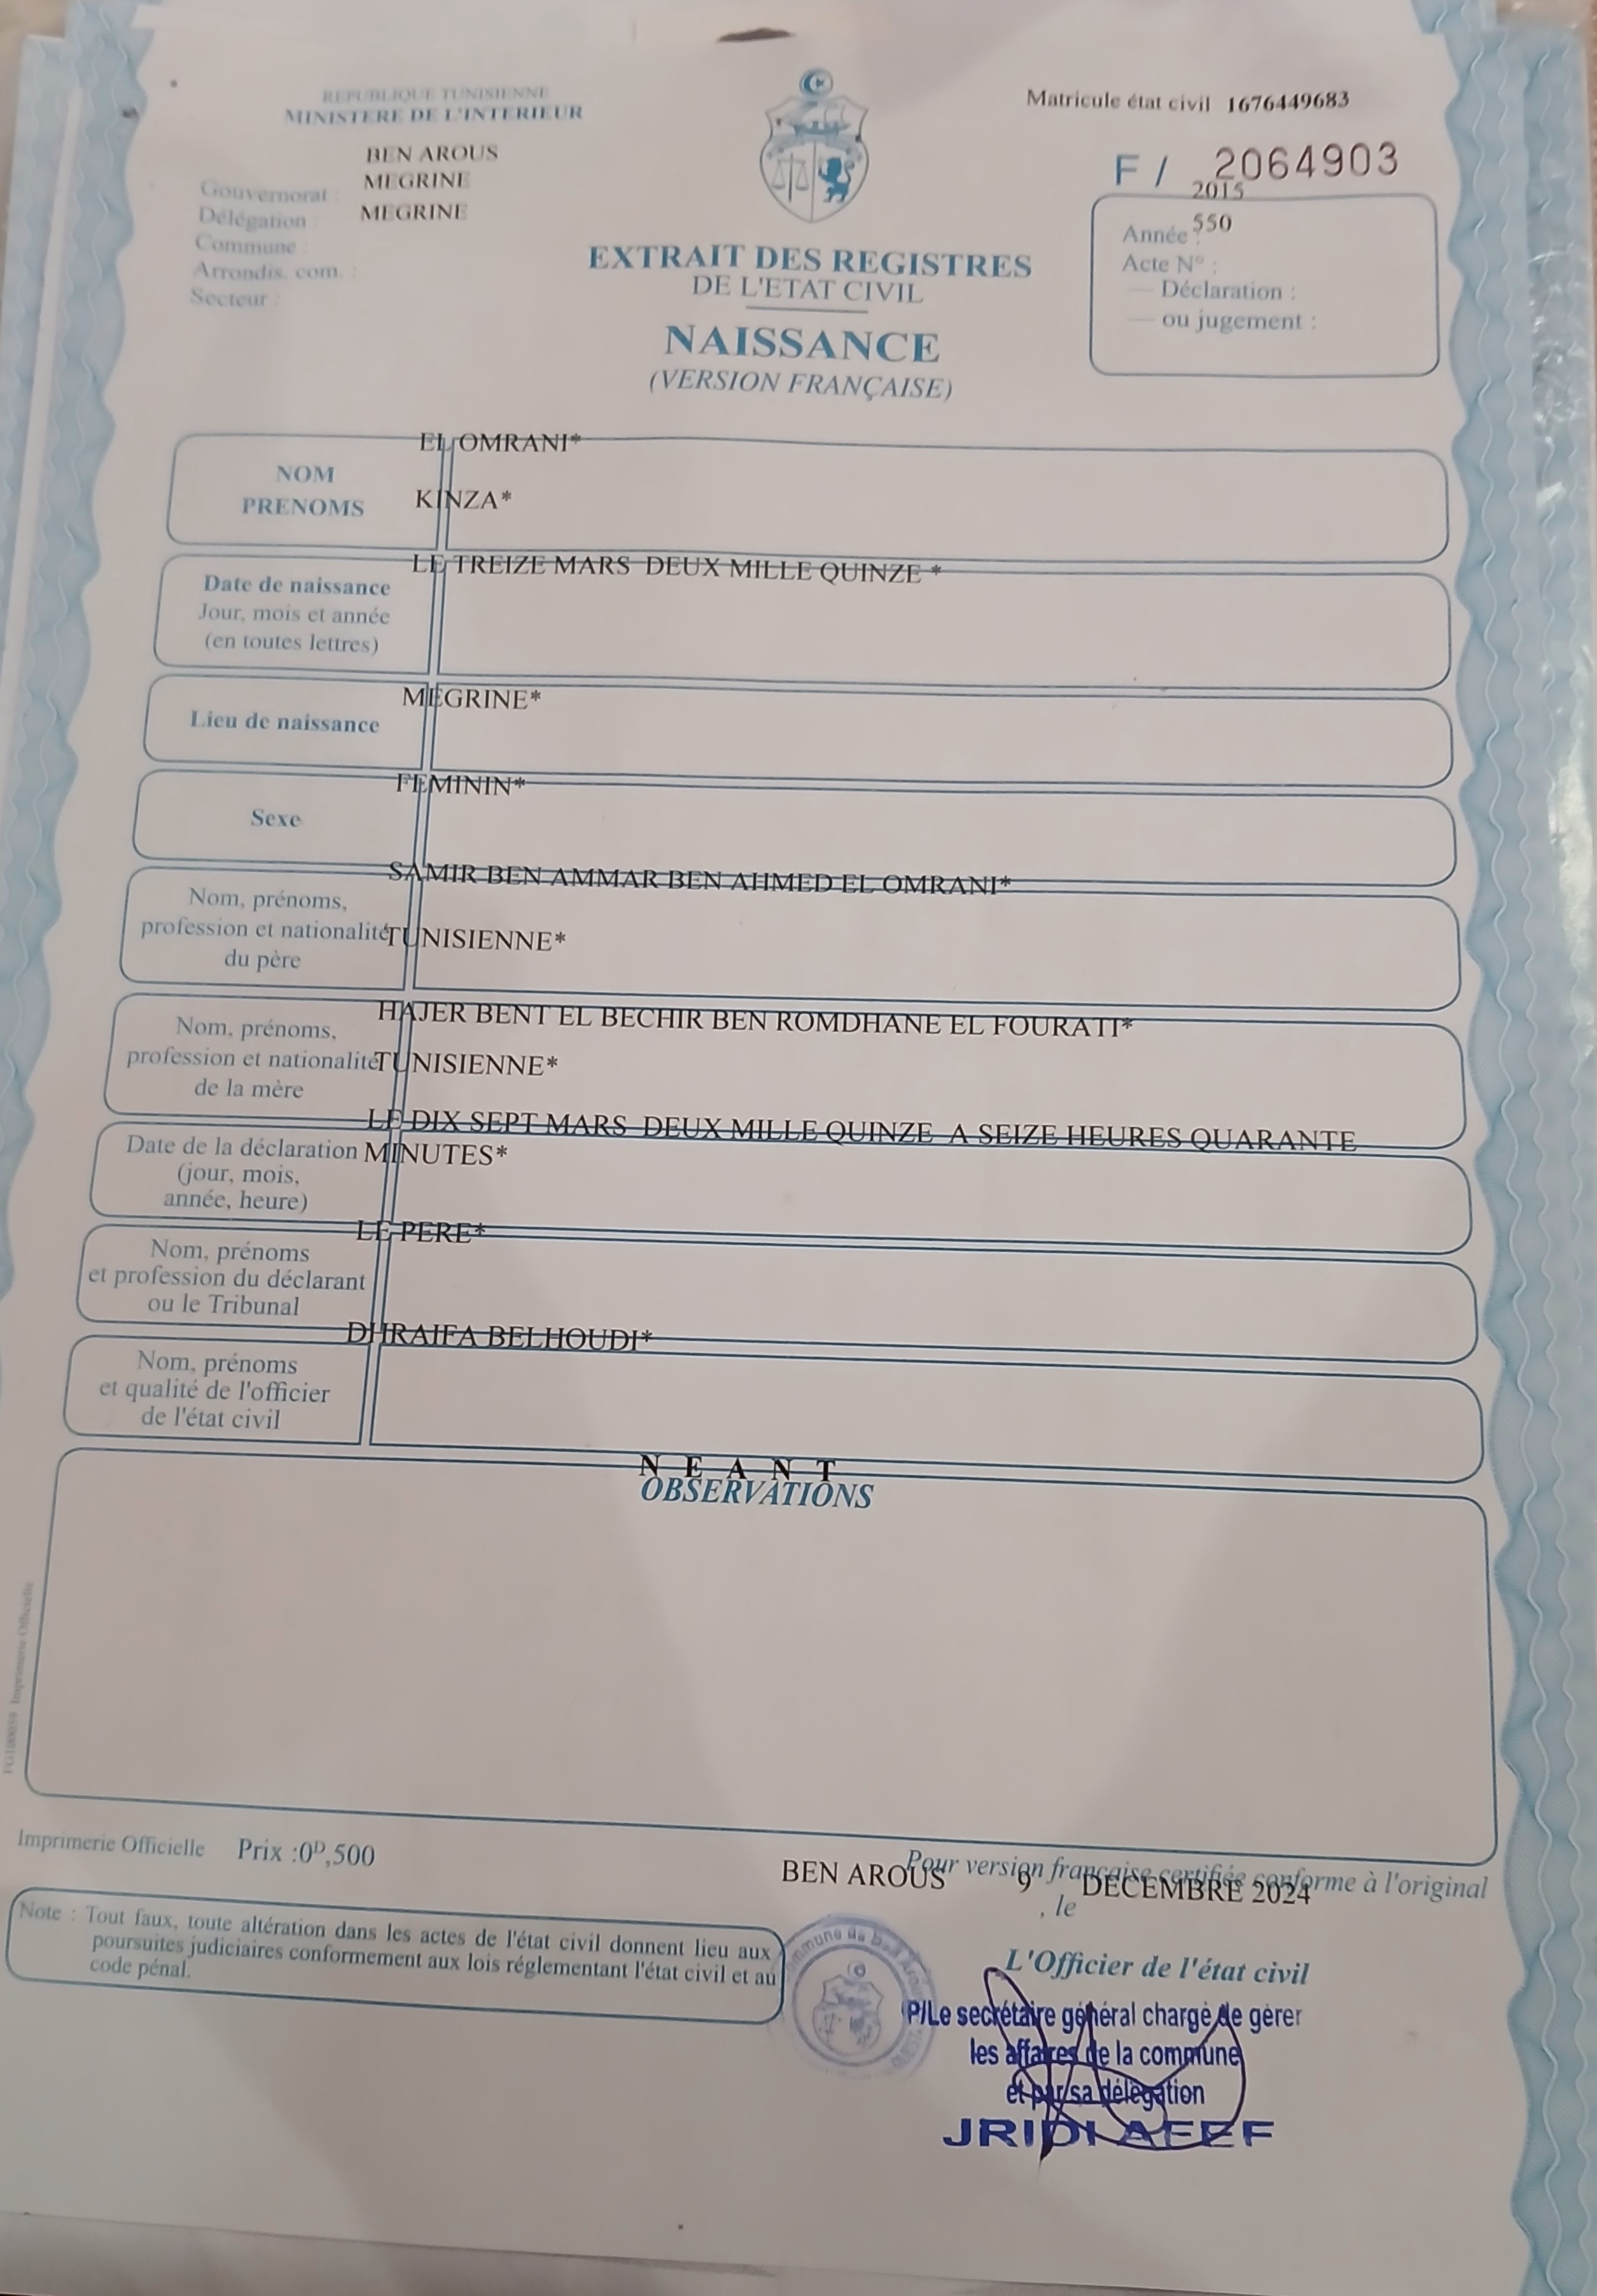 REPUBLIQUE TUNISIENNE
MINISTERE DE L'INTERIEUR
BEN AROUS
MEGRINE
MEGRINE
Gouvernorat :
Délégation :
Commune :
Arrondis. com. :
Secteur :
Matricule état civil 1676449683
F / 2064903
2015
Année : 550
Acte N° :
— Déclaration :
— ou jugement :
EXTRAIT DES REGISTRES
DE L'ETAT CIVIL
NAISSANCE
(VERSION FRANÇAISE)
EL OMRANI*
NOM
PRENOMS
KINZA*
LE TREIZE MARS DEUX MILLE QUINZE *
Date de naissance
Jour, mois et année
(en toutes lettres)
MEGRINE*
Lieu de naissance
FEMININ*
Sexe
SAMIR BEN AMMAR BEN AHMED EL OMRANI*
Nom, prénoms,
profession et nationalité
du père
TUNISIENNE*
HAJER BENT EL BECHIR BEN ROMDHANE EL FOURATI*
Nom, prénoms,
profession et nationalité
de la mère
TUNISIENNE*
LE DIX SEPT MARS DEUX MILLE QUINZE A SEIZE HEURES QUARANTE
MINUTES*
Date de la déclaration
(jour, mois,
année, heure)
LE PERE*
Nom, prénoms
et profession du déclarant
ou le Tribunal
DHRAIFA BELHOUDI*
Nom, prénoms
et qualité de l'officier
de l'état civil
N E A N T
OBSERVATIONS
FG100059 Imprimerie Officielle
Imprimerie Officielle Prix :0ᴰ,500
Pour version française certifiée conforme à l'original
BEN AROUS 9 DECEMBRE 2024
, le
Note : Tout faux, toute altération dans les actes de l'état civil donnent lieu aux
poursuites judiciaires conformement aux lois réglementant l'état civil et au
code pénal.
Commune de Ben Arous
L'Officier de l'état civil
P/Le secrétaire général chargé de gérer
les affaires de la commune
et par sa délégation
JRIDI AFEF